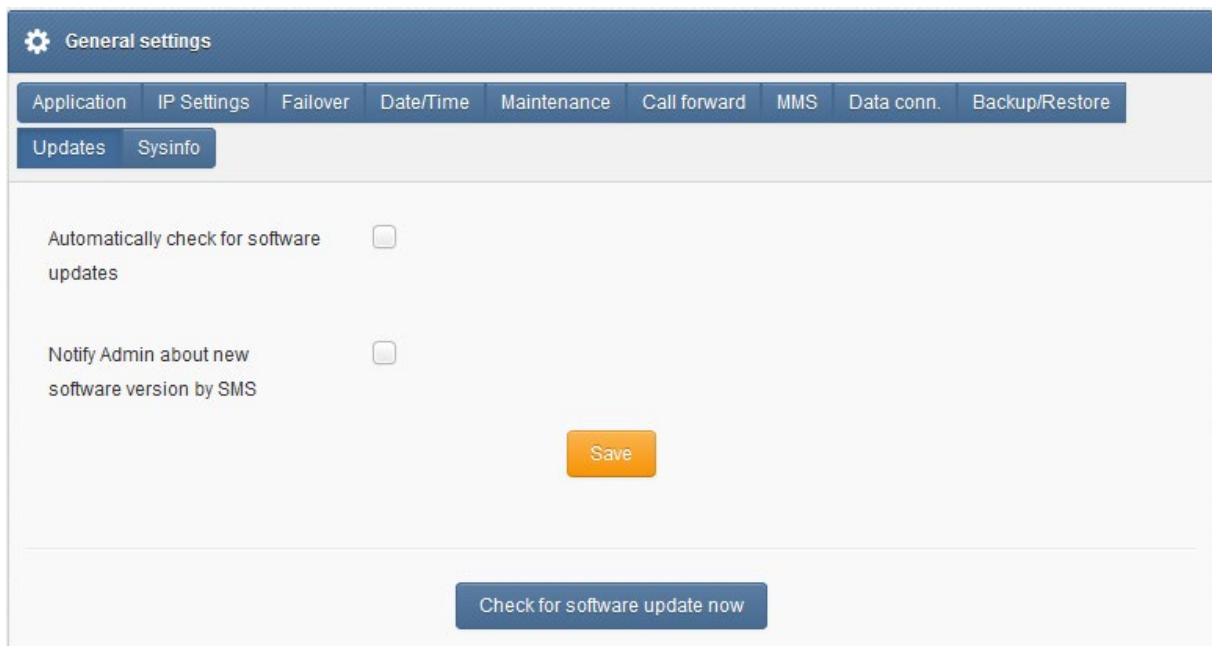 General settings
Application IP Settings Failover Date/Time Maintenance Call forward MMS Data conn. Backup/Restore
Updates Sysinfo
Automatically check for software
updates
Notify Admin about new
software version by SMS
Save
Check for software update now